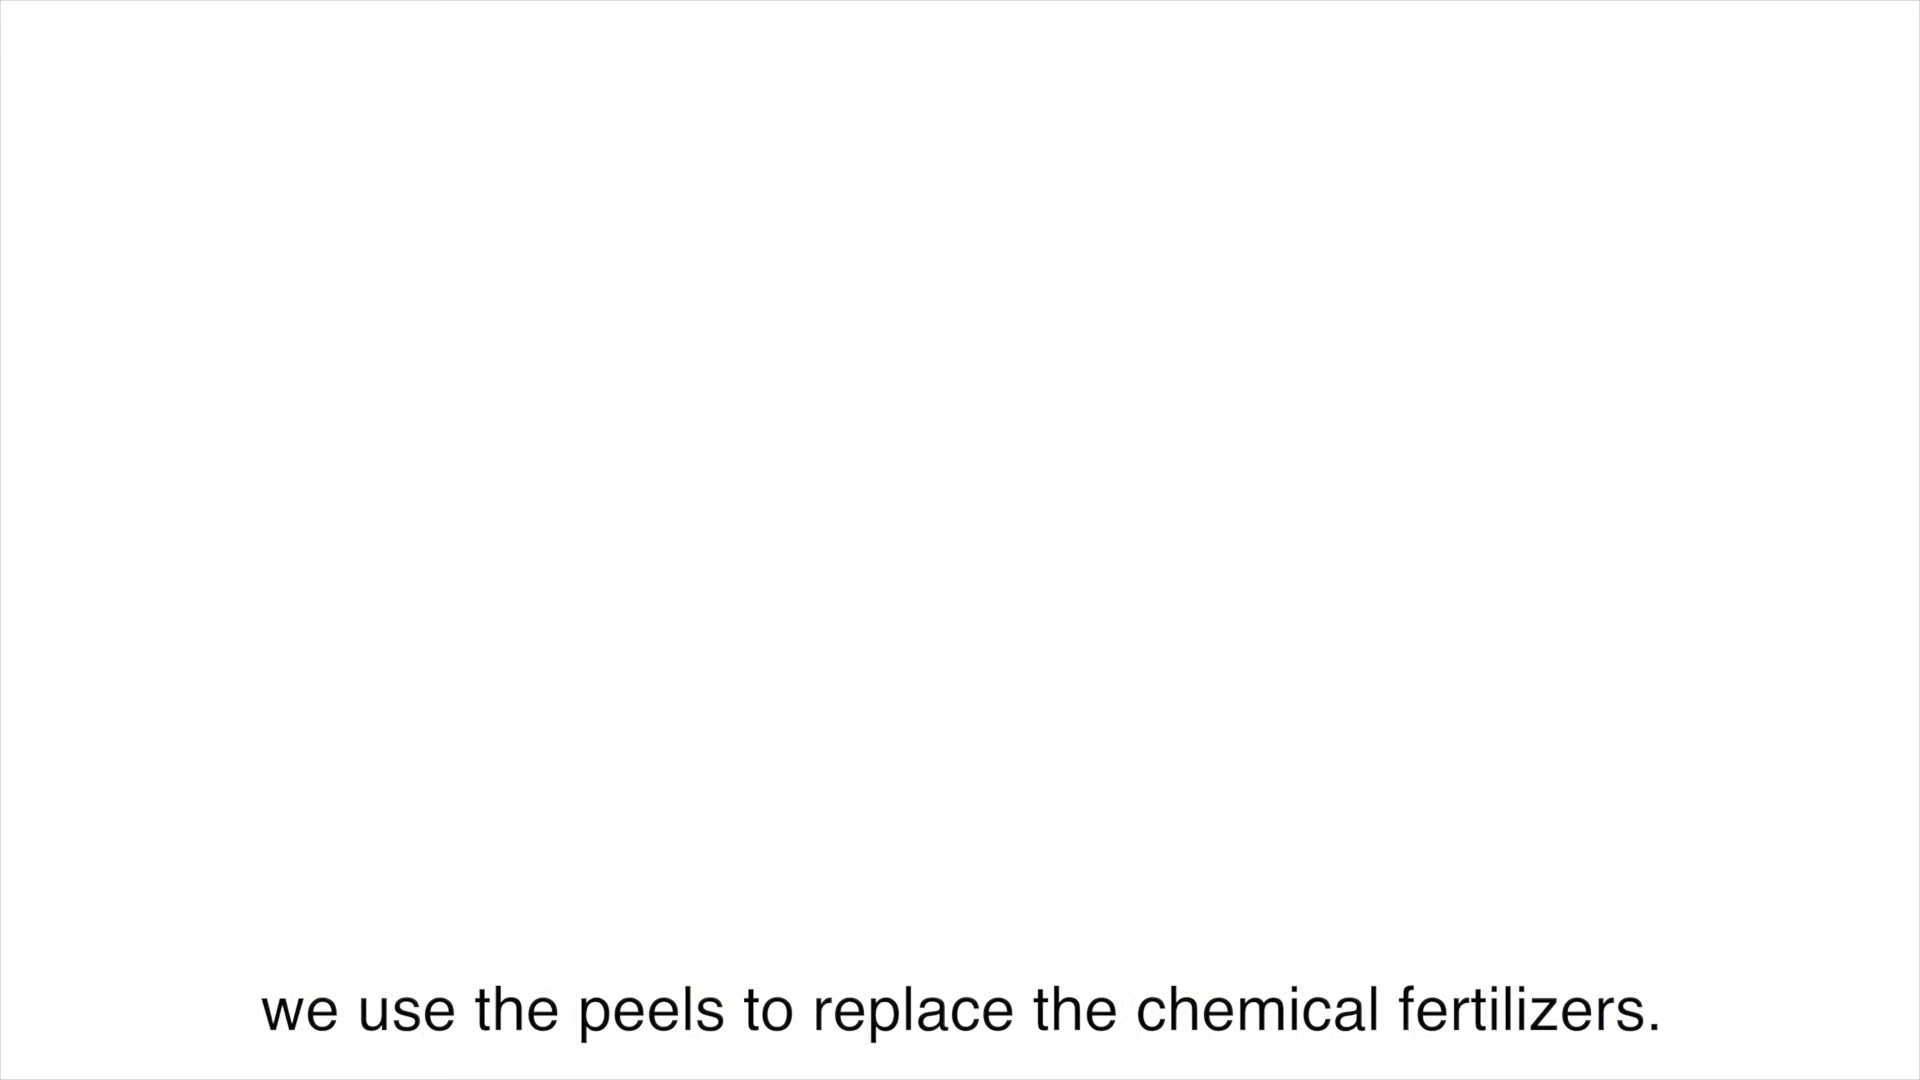 we use the peels to replace the chemical fertilizers.